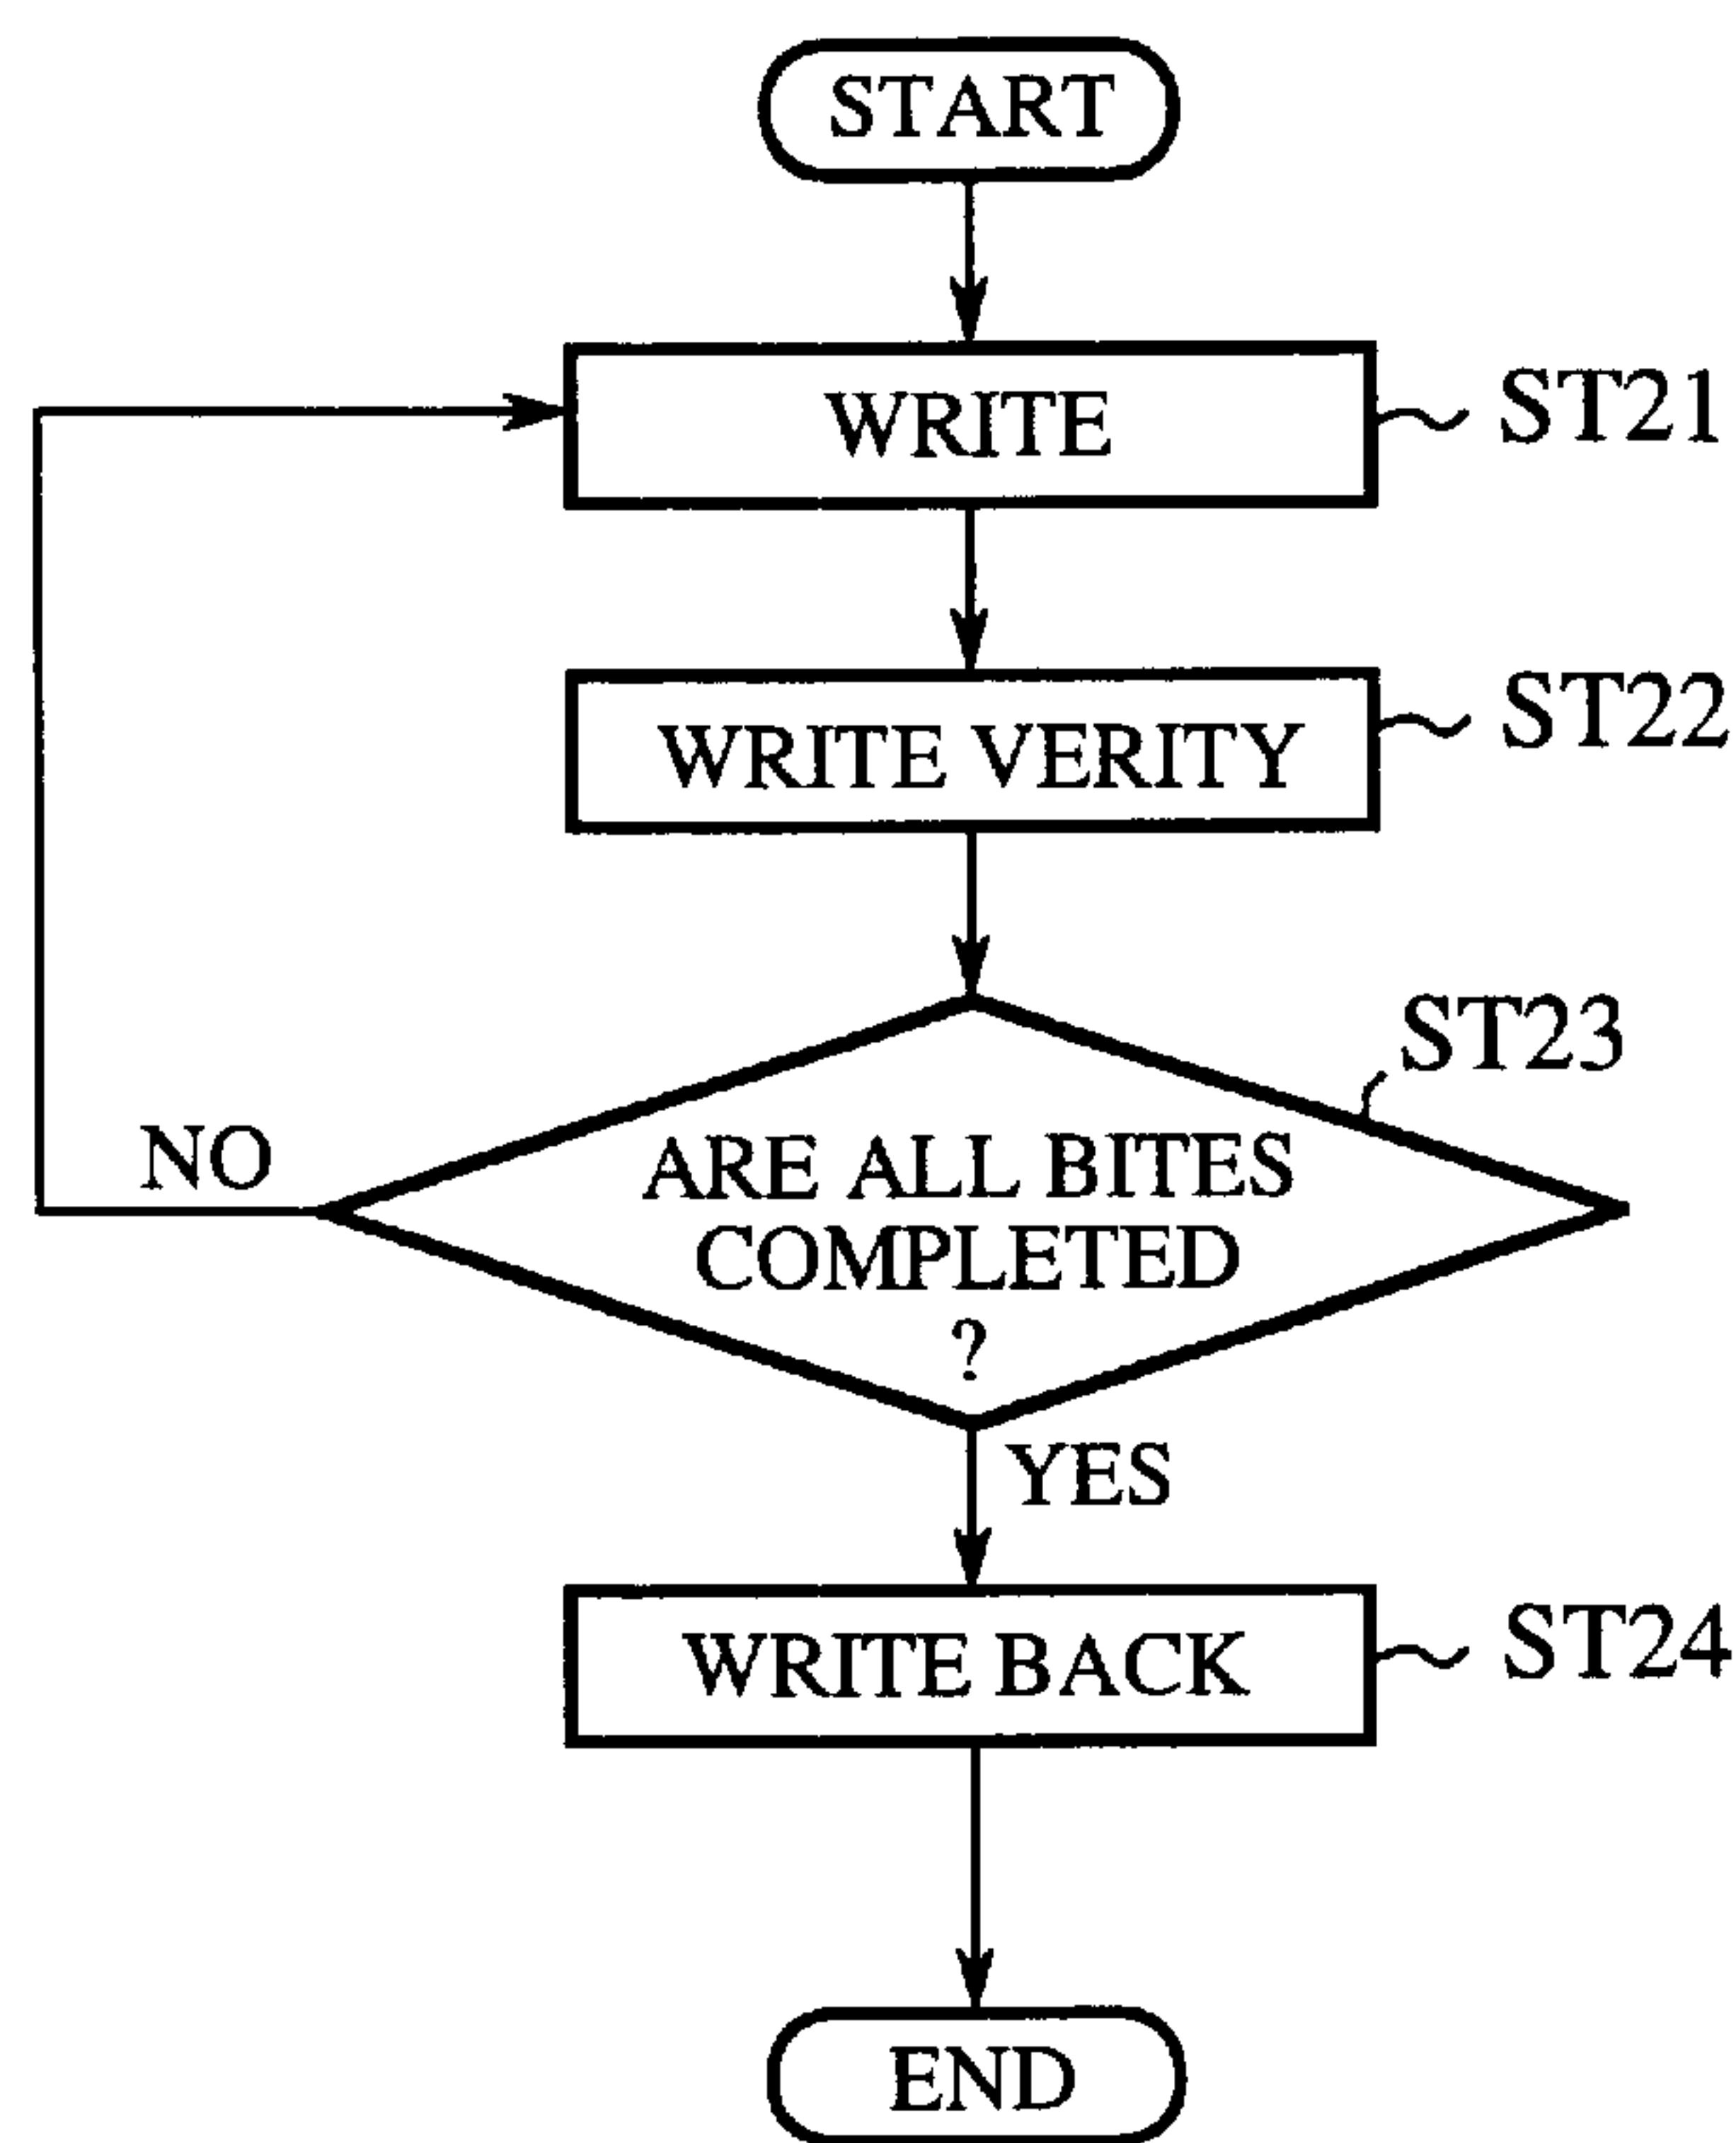 START
WRITE
ST21
WRITE VERITY
ST22
ST23
NO
ARE ALL BITES
COMPLETED
?
YES
WRITE BACK
ST24
END